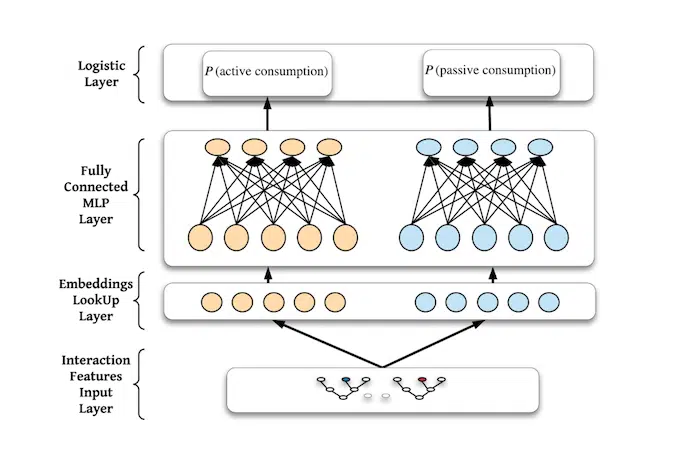 Logistic
Layer
P (active consumption)
P (passive consumption)
Fully
Connected
MLP
Layer
Embeddings
LookUp
Layer
Interaction
Features
Input
Layer